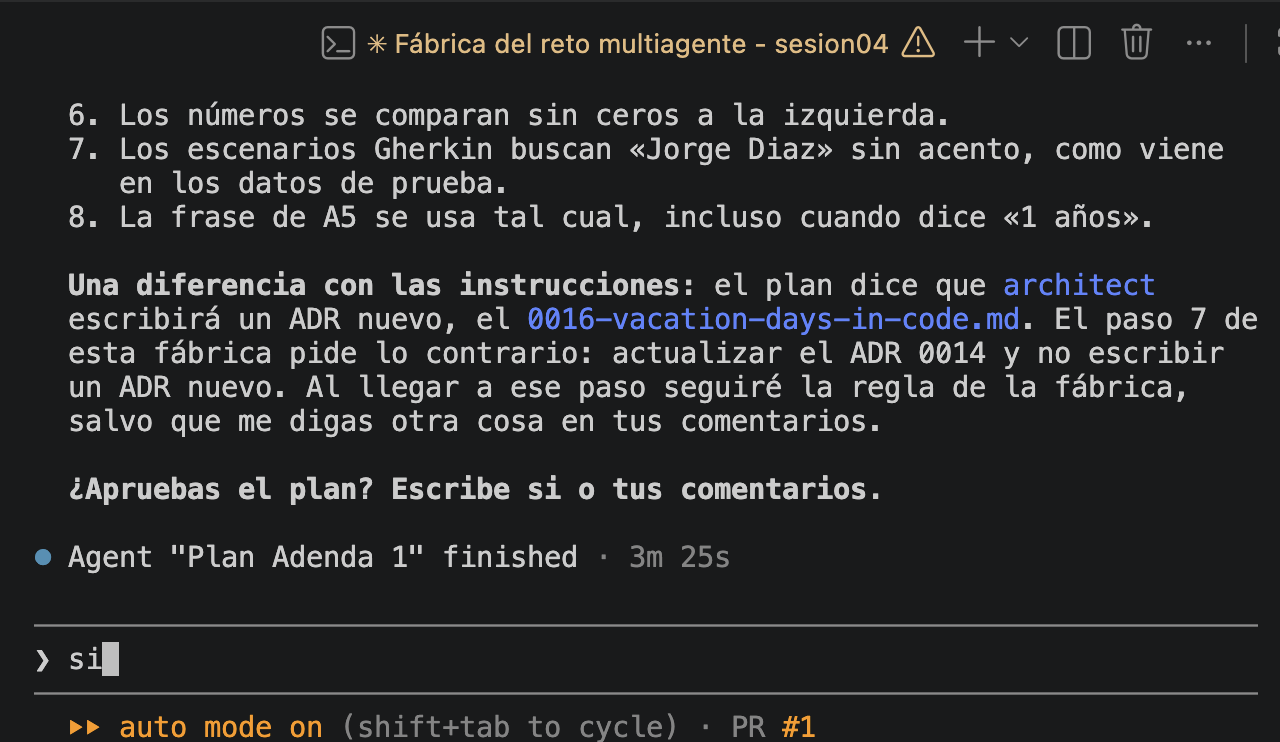 ✳ Fábrica del reto multiagente - sesion04
6. Los números se comparan sin ceros a la izquierda.
7. Los escenarios Gherkin buscan «Jorge Diaz» sin acento, como viene
en los datos de prueba.
8. La frase de A5 se usa tal cual, incluso cuando dice «1 años».
Una diferencia con las instrucciones: el plan dice que architect
escribirá un ADR nuevo, el 0016-vacation-days-in-code.md. El paso 7 de
esta fábrica pide lo contrario: actualizar el ADR 0014 y no escribir
un ADR nuevo. Al llegar a ese paso seguiré la regla de la fábrica,
salvo que me digas otra cosa en tus comentarios.
¿Apruebas el plan? Escribe si o tus comentarios.
● Agent "Plan Adenda 1" finished · 3m 25s
❯ si
⏵⏵ auto mode on (shift+tab to cycle) · PR #1